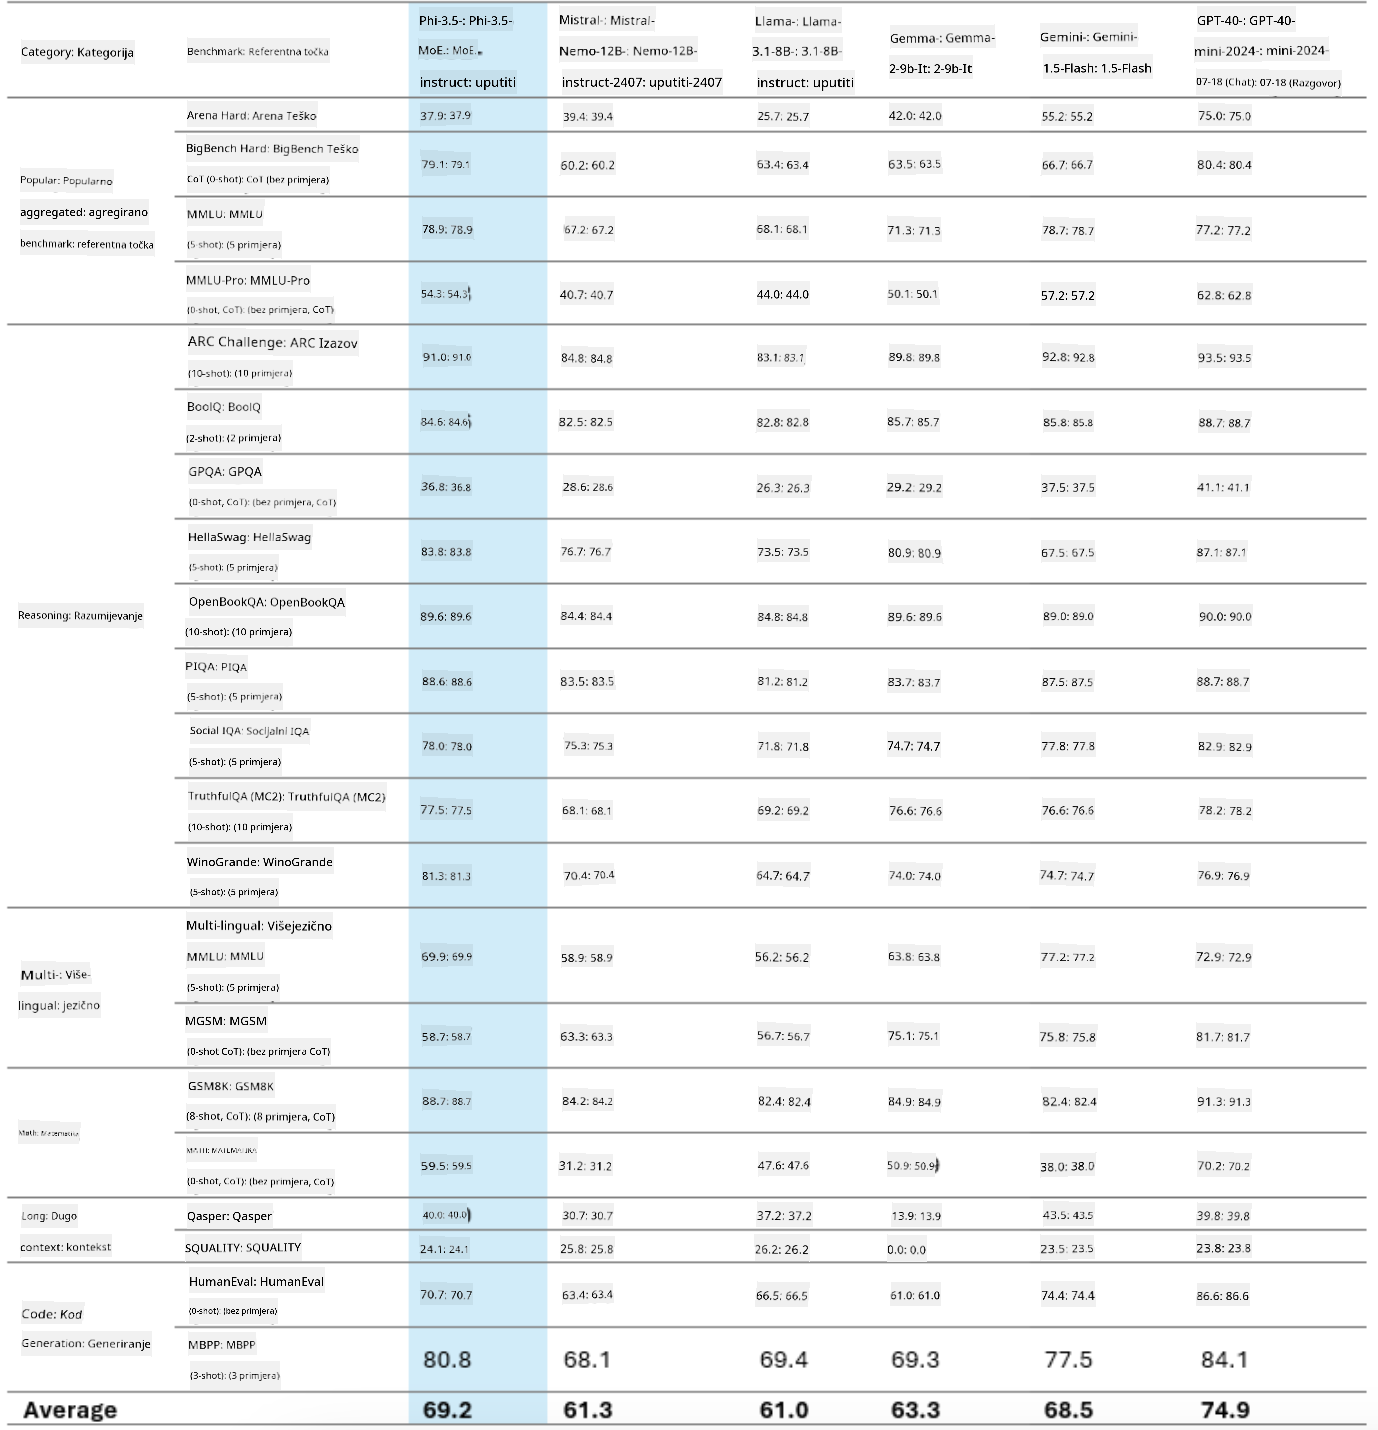 Category: Kategorija
Benchmark: Referentna točka
Phi-3.5-: Phi-3.5-
MoE.: MoE.
instruct: uputiti
Mistral-: Mistral-
Nemo-12B-: Nemo-12B-
instruct-2407: uputiti-2407
Llama-: Llama-
3.1-8B-: 3.1-8B-
instruct: uputiti
Gemma-: Gemma-
2-9b-It: 2-9b-It
Gemini-: Gemini-
1.5-Flash: 1.5-Flash
GPT-40-: GPT-40-
mini-2024-: mini-2024-
07-18 (Chat): 07-18 (Razgovor)
Popular: Popularno
aggregated: agregirano
benchmark: referentna točka
Arena Hard: Arena Teško
37.9: 37.9
39.4: 39.4
25.7: 25.7
42.0: 42.0
55.2: 55.2
75.0: 75.0
BigBench Hard: BigBench Teško
CoT (0-shot): CoT (bez primjera)
79.1: 79.1
60.2: 60.2
63.4: 63.4
63.5: 63.5
66.7: 66.7
80.4: 80.4
MMLU: MMLU
(5-shot): (5 primjera)
78.9: 78.9
67.2: 67.2
68.1: 68.1
71.3: 71.3
78.7: 78.7
77.2: 77.2
MMLU-Pro: MMLU-Pro
(0-shot, CoT): (bez primjera, CoT)
54.3: 54.3
40.7: 40.7
44.0: 44.0
50.1: 50.1
57.2: 57.2
62.8: 62.8
Reasoning: Razumijevanje
ARC Challenge: ARC Izazov
(10-shot): (10 primjera)
91.0: 91.0
84.8: 84.8
83.1: 83.1
89.8: 89.8
92.8: 92.8
93.5: 93.5
BoolQ: BoolQ
(2-shot): (2 primjera)
84.6: 84.6
82.5: 82.5
82.8: 82.8
85.7: 85.7
85.8: 85.8
88.7: 88.7
GPQA: GPQA
(0-shot, CoT): (bez primjera, CoT)
36.8: 36.8
28.6: 28.6
26.3: 26.3
29.2: 29.2
37.5: 37.5
41.1: 41.1
HellaSwag: HellaSwag
(5-shot): (5 primjera)
83.8: 83.8
76.7: 76.7
73.5: 73.5
80.9: 80.9
67.5: 67.5
87.1: 87.1
OpenBookQA: OpenBookQA
(10-shot): (10 primjera)
89.6: 89.6
84.4: 84.4
84.8: 84.8
89.6: 89.6
89.0: 89.0
90.0: 90.0
PIQA: PIQA
(5-shot): (5 primjera)
88.6: 88.6
83.5: 83.5
81.2: 81.2
83.7: 83.7
87.5: 87.5
88.7: 88.7
Social IQA: Socijalni IQA
(5-shot): (5 primjera)
78.0: 78.0
75.3: 75.3
71.8: 71.8
74.7: 74.7
77.8: 77.8
82.9: 82.9
TruthfulQA (MC2): TruthfulQA (MC2)
(10-shot): (10 primjera)
77.5: 77.5
68.1: 68.1
69.2: 69.2
76.6: 76.6
76.6: 76.6
78.2: 78.2
WinoGrande: WinoGrande
(5-shot): (5 primjera)
81.3: 81.3
70.4: 70.4
64.7: 64.7
74.0: 74.0
74.7: 74.7
76.9: 76.9
Multi-: Više-
lingual: jezično
Multi-lingual: Višejezično
MMLU: MMLU
(5-shot): (5 primjera)
69.9: 69.9
58.9: 58.9
56.2: 56.2
63.8: 63.8
77.2: 77.2
72.9: 72.9
MGSM: MGSM
(0-shot CoT): (bez primjera CoT)
58.7: 58.7
63.3: 63.3
56.7: 56.7
75.1: 75.1
75.8: 75.8
81.7: 81.7
Math: Matematika
GSM8K: GSM8K
(8-shot, CoT): (8 primjera, CoT)
88.7: 88.7
84.2: 84.2
82.4: 82.4
84.9: 84.9
82.4: 82.4
91.3: 91.3
MATH: MATEMATIKA
(0-shot, CoT): (bez primjera, CoT)
59.5: 59.5
31.2: 31.2
47.6: 47.6
50.9: 50.9
38.0: 38.0
70.2: 70.2
Long: Dugo
context: kontekst
Qasper: Qasper
40.0: 40.0
30.7: 30.7
37.2: 37.2
13.9: 13.9
43.5: 43.5
39.8: 39.8
SQUALITY: SQUALITY
24.1: 24.1
25.8: 25.8
26.2: 26.2
0.0: 0.0
23.5: 23.5
23.8: 23.8
Code: Kod
Generation: Generiranje
HumanEval: HumanEval
(0-shot): (bez primjera)
70.7: 70.7
63.4: 63.4
66.5: 66.5
61.0: 61.0
74.4: 74.4
86.6: 86.6
MBPP: MBPP
(3-shot): (3 primjera)
80.8
68.1
69.4
69.3
77.5
84.1
Average
69.2
61.3
61.0
63.3
68.5
74.9